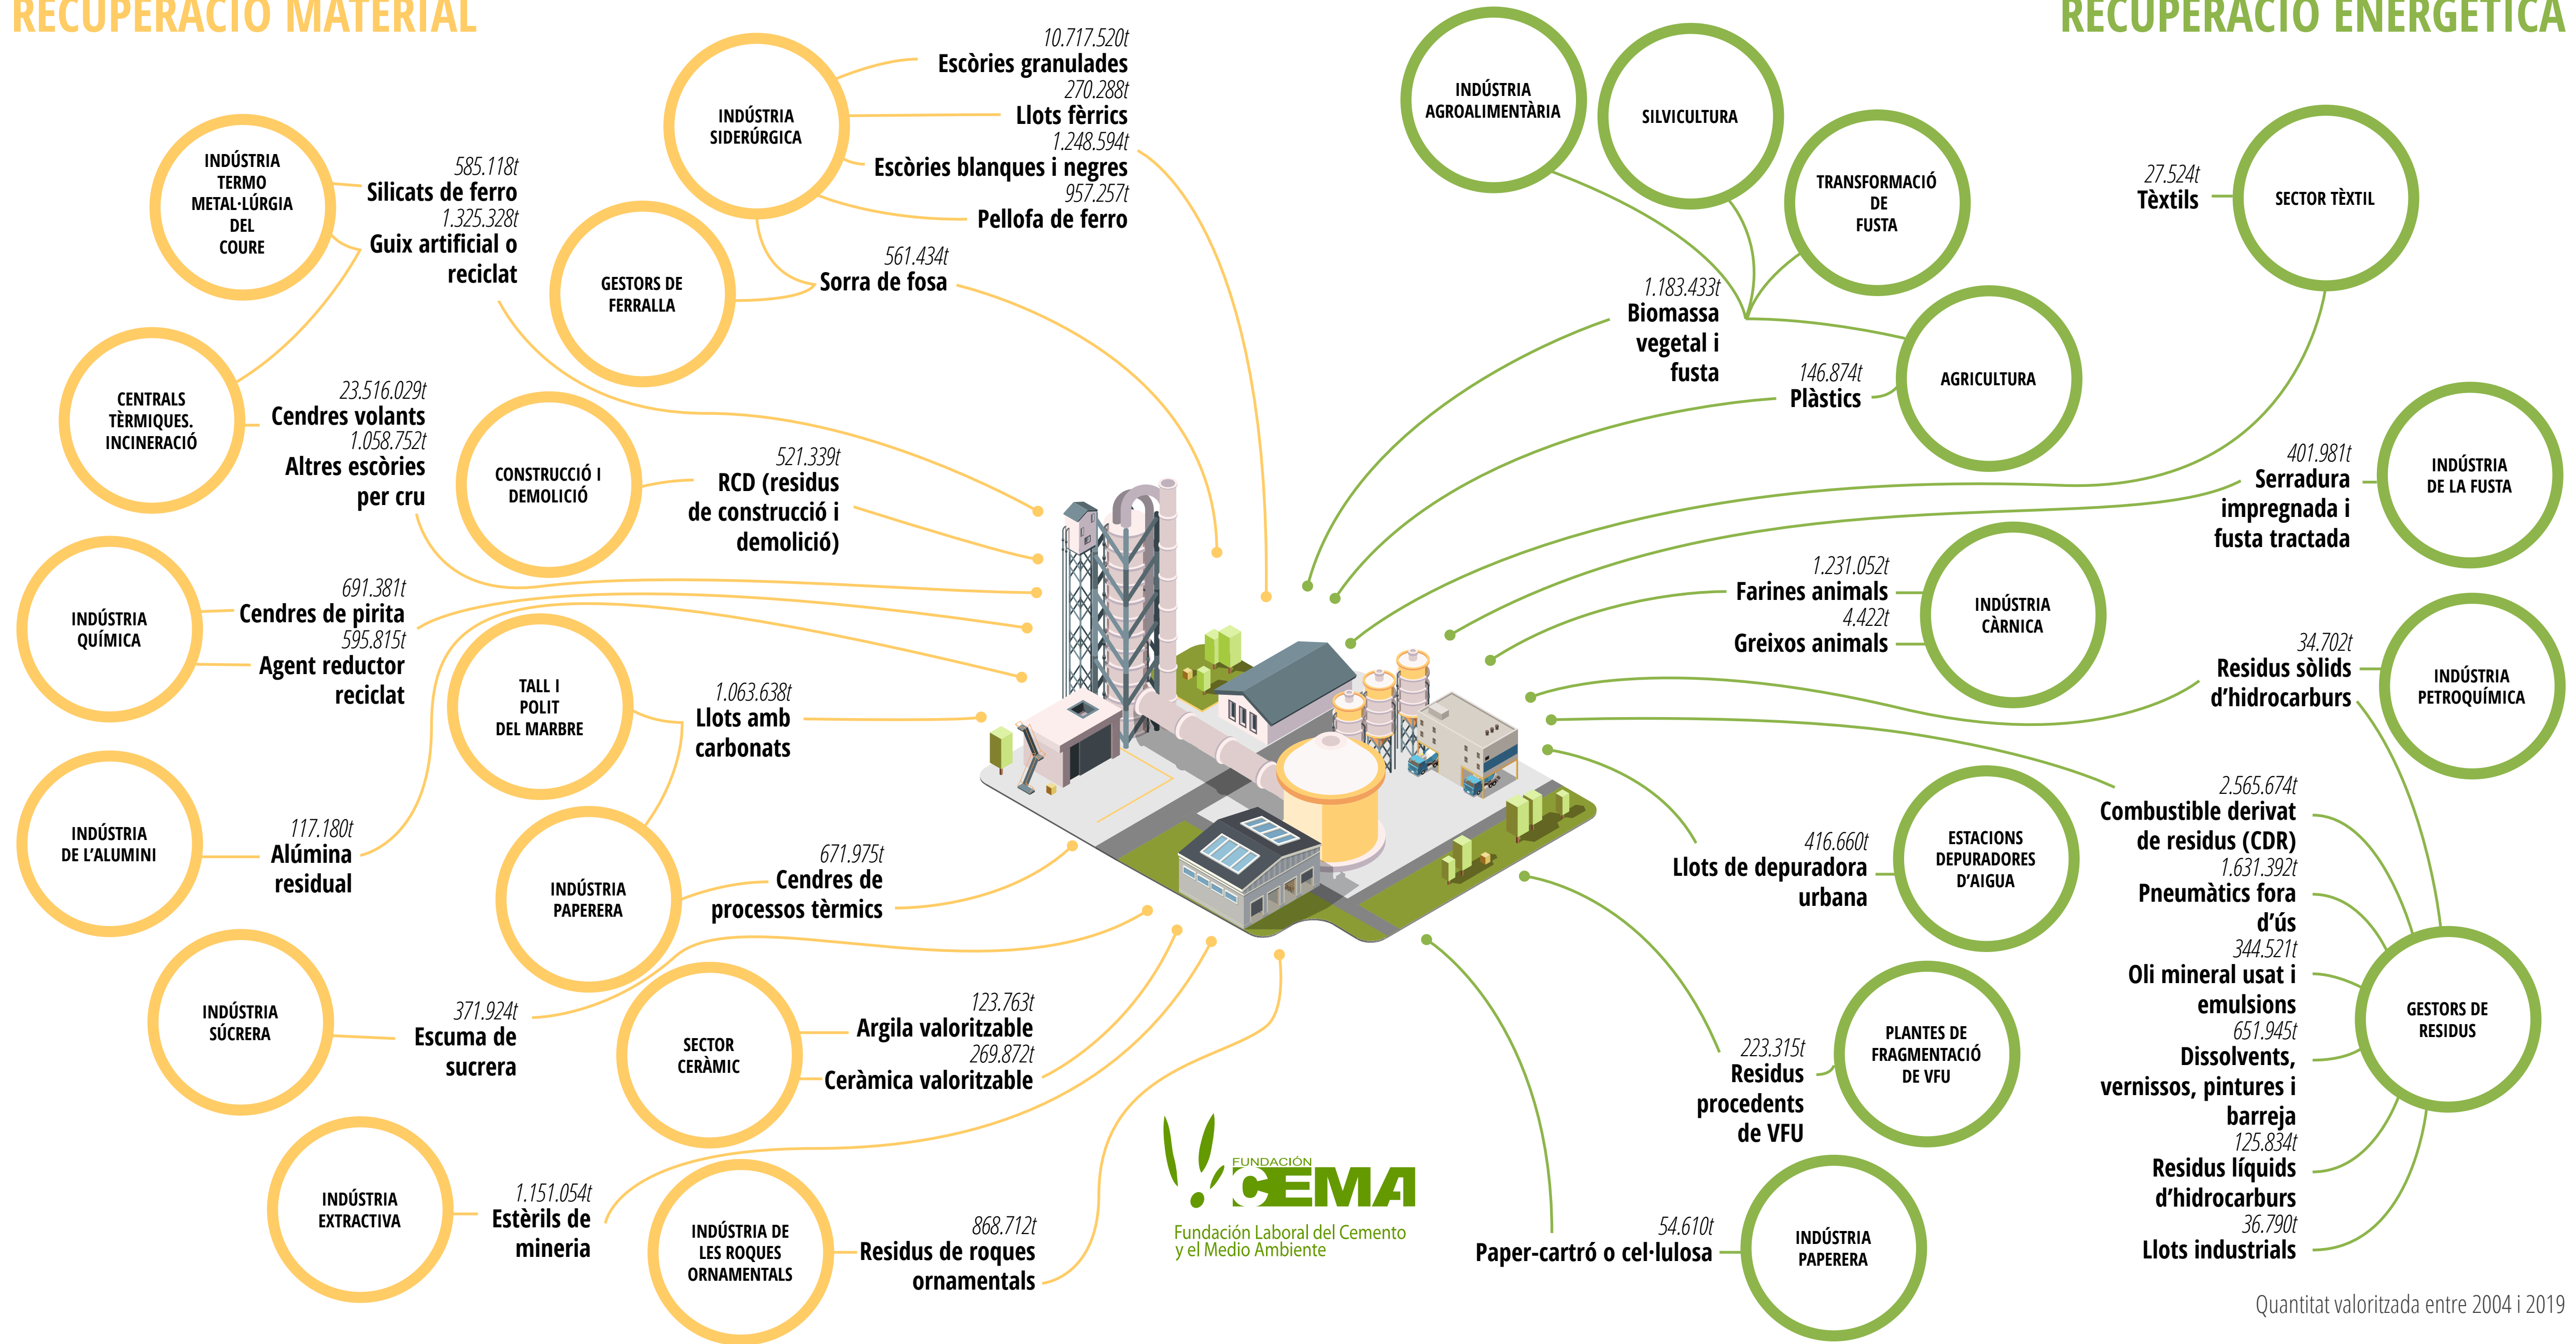 RECUPERACIÓ MATERIAL
RECUPERACIÓ ENERGÈTICA
INDÚSTRIA
TERMO
METAL·LÚRGIA
DEL
COURE
585.118t
Silicats de ferro
1.325.328t
Guix artificial o
reciclat
INDÚSTRIA
SIDERÚRGICA
10.717.520t
Escòries granulades
270.288t
Llots fèrrics
1.248.594t
Escòries blanques i negres
957.257t
Pellofa de ferro
GESTORS DE
FERRALLA
561.434t
Sorra de fosa
CENTRALS
TÈRMIQUES.
INCINERACIÓ
23.516.029t
Cendres volants
1.058.752t
Altres escòries
per cru
CONSTRUCCIÓ I
DEMOLICIÓ
521.339t
RCD (residus
de construcció i
demolició)
INDÚSTRIA
QUÍMICA
691.381t
Cendres de pirita
595.815t
Agent reductor
reciclat
TALL I
POLIT
DEL MARBRE
1.063.638t
Llots amb
carbonats
INDÚSTRIA
DE L’ALUMINI
117.180t
Alúmina
residual
INDÚSTRIA
PAPERERA
671.975t
Cendres de
processos tèrmics
INDÚSTRIA
SÚCRERA
371.924t
Escuma de
sucrera
SECTOR
CERÀMIC
123.763t
Argila valoritzable
269.872t
Ceràmica valoritzable
INDÚSTRIA
EXTRACTIVA
1.151.054t
Estèrils de
mineria
INDÚSTRIA DE
LES ROQUES
ORNAMENTALS
868.712t
Residus de roques
ornamentals
FUNDACIÓN
CEMA
Fundación Laboral del Cemento
y el Medio Ambiente
INDÚSTRIA
AGROALIMENTÀRIA
SILVICULTURA
TRANSFORMACIÓ
DE
FUSTA
1.183.433t
Biomassa
vegetal i
fusta
146.874t
Plàstics
AGRICULTURA
27.524t
Tèxtils
SECTOR TÈXTIL
401.981t
Serradura
impregnada i
fusta tractada
INDÚSTRIA
DE LA FUSTA
1.231.052t
Farines animals
4.422t
Greixos animals
INDÚSTRIA
CÀRNICA
34.702t
Residus sòlids
d’hidrocarburs
INDÚSTRIA
PETROQUÍMICA
416.660t
Llots de depuradora
urbana
ESTACIONS
DEPURADORES
D’AIGUA
2.565.674t
Combustible derivat
de residus (CDR)
1.631.392t
Pneumàtics fora
d’ús
344.521t
Oli mineral usat i
emulsions
651.945t
Dissolvents,
vernissos, pintures i
barreja
125.834t
Residus líquids
d’hidrocarburs
36.790t
Llots industrials
GESTORS DE
RESIDUS
223.315t
Residus
procedents
de VFU
PLANTES DE
FRAGMENTACIÓ
DE VFU
54.610t
Paper-cartró o cel·lulosa
INDÚSTRIA
PAPERERA
Quantitat valoritzada entre 2004 i 2019